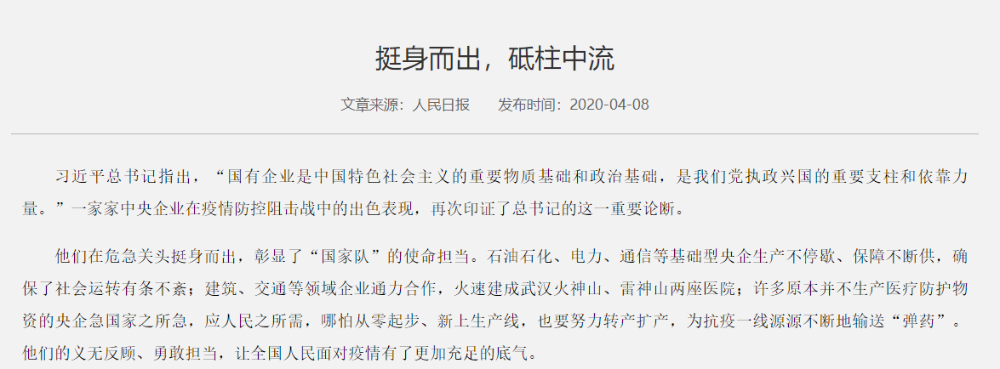 挺身而出，砥柱中流
文章来源：人民日报 发布时间：2020-04-08
习近平总书记指出，“国有企业是中国特色社会主义的重要物质基础和政治基础，是我们党执政兴国的重要支柱和依靠力
量。”一家家中央企业在疫情防控阻击战中的出色表现，再次印证了总书记的这一重要论断。
他们在危急关头挺身而出，彰显了“国家队”的使命担当。石油石化、电力、通信等基础型央企生产不停歇、保障不断供，确
保了社会运转有条不紊；建筑、交通等领域企业通力合作，火速建成武汉火神山、雷神山两座医院；许多原本并不生产医疗防护物
资的央企急国家之所急，应人民之所需，哪怕从零起步、新上生产线，也要努力转产扩产，为抗疫一线源源不断地输送“弹药”。
他们的义无反顾、勇敢担当，让全国人民面对疫情有了更加充足的底气。